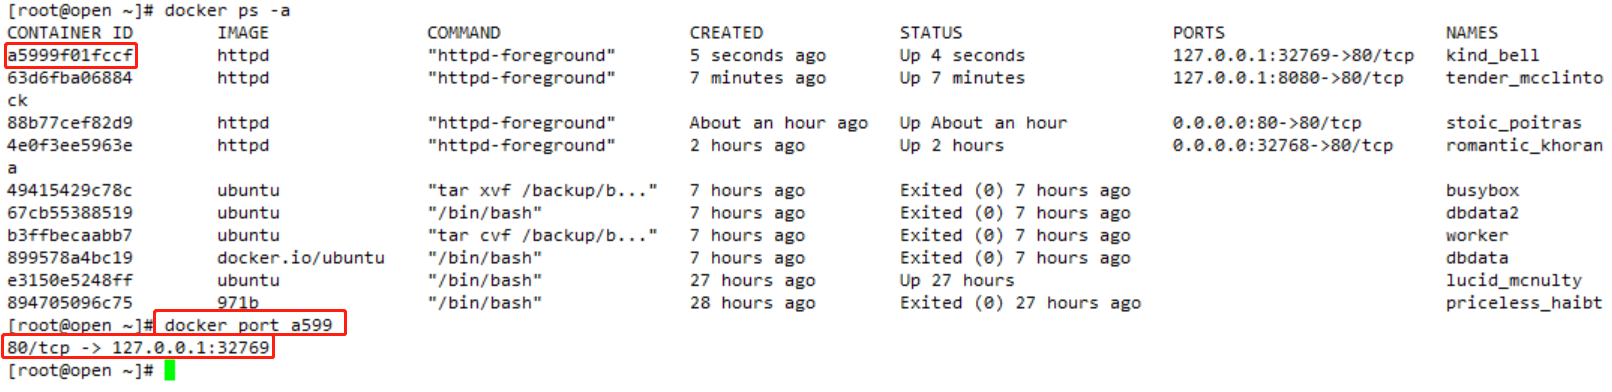 [root@open ~]# docker ps -a
CONTAINER ID        IMAGE               COMMAND                  CREATED             STATUS                     PORTS                     NAMES
a5999f01fccf        httpd               "httpd-foreground"       5 seconds ago       Up 4 seconds               127.0.0.1:32769->80/tcp   kind_bell
63d6fba06884        httpd               "httpd-foreground"       7 minutes ago       Up 7 minutes               127.0.0.1:8080->80/tcp    tender_mcclinto
ck
88b77cef82d9        httpd               "httpd-foreground"       About an hour ago   Up About an hour           0.0.0.0:80->80/tcp        stoic_poitras
4e0f3ee5963e        httpd               "httpd-foreground"       2 hours ago         Up 2 hours                 0.0.0.0:32768->80/tcp     romantic_khoran
a
49415429c78c        ubuntu              "tar xvf /backup/b..."   7 hours ago         Exited (0) 7 hours ago                               busybox
67cb55388519        ubuntu              "/bin/bash"              7 hours ago         Exited (0) 7 hours ago                               dbdata2
b3ffbecaabb7        ubuntu              "tar cvf /backup/b..."   7 hours ago         Exited (0) 7 hours ago                               worker
899578a4bc19        docker.io/ubuntu    "/bin/bash"              7 hours ago         Exited (0) 7 hours ago                               dbdata
e3150e5248ff        ubuntu              "/bin/bash"              27 hours ago        Up 27 hours                                          lucid_mcnulty
894705096c75        971b                "/bin/bash"              28 hours ago        Exited (0) 27 hours ago                              priceless_haibt
[root@open ~]# docker port a599
80/tcp -> 127.0.0.1:32769
[root@open ~]#